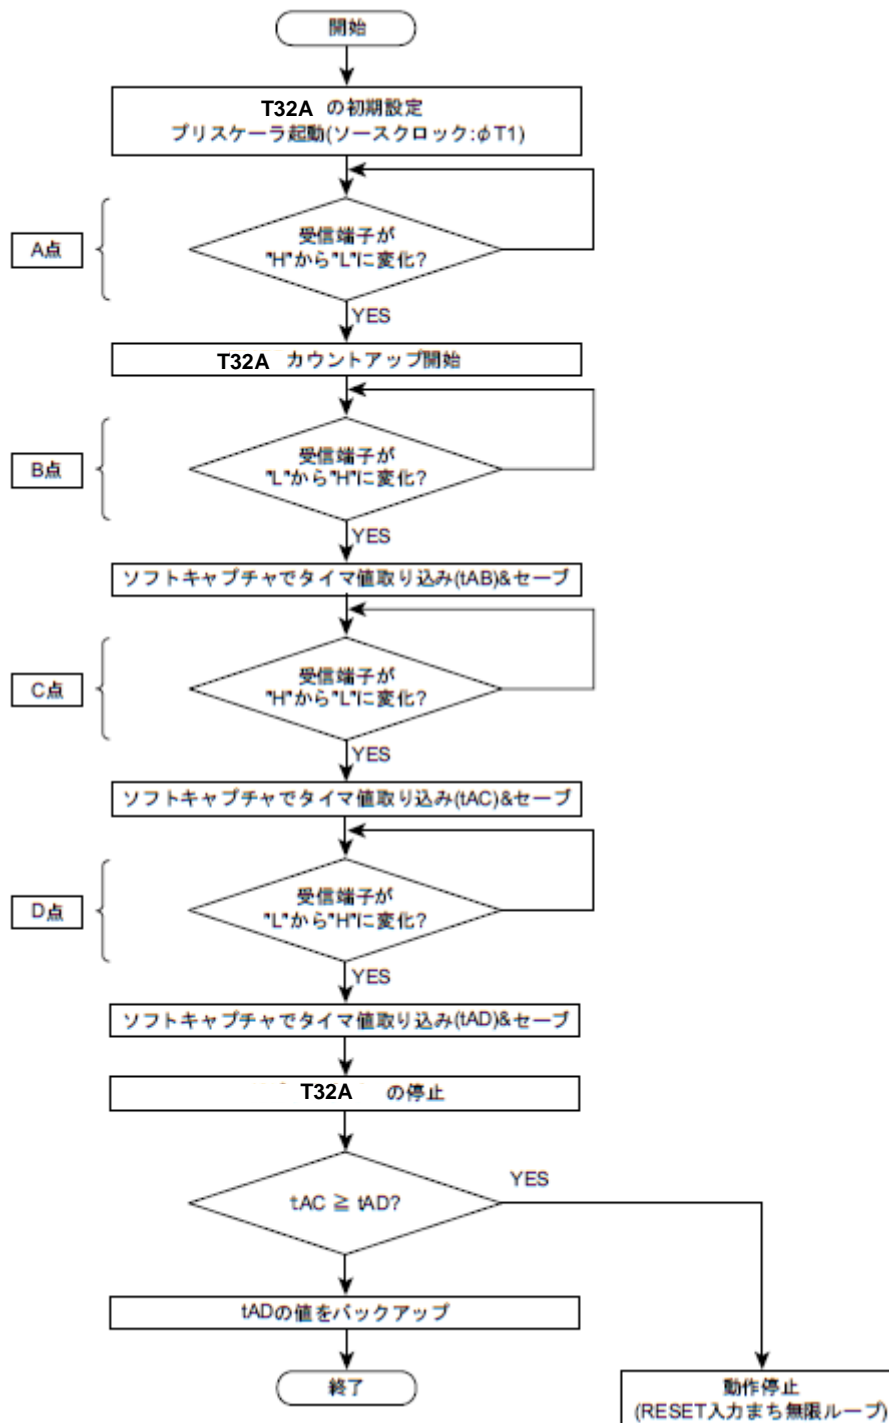 開始
T32A の初期設定
プリスケーラ起動(ソースクロック:φT1)
A点
受信端子が
"H"から"L"に変化?
YES
T32A カウントアップ開始
B点
受信端子が
"L"から"H"に変化?
YES
ソフトキャプチャでタイマ値取り込み(tAB)&セーブ
C点
受信端子が
"H"から"L"に変化?
YES
ソフトキャプチャでタイマ値取り込み(tAC)&セーブ
D点
受信端子が
"L"から"H"に変化?
YES
ソフトキャプチャでタイマ値取り込み(tAD)&セーブ
T32A の停止
tAC ≧ tAD?
YES
tADの値をバックアップ
終了
動作停止
(RESET入力まち無限ループ)